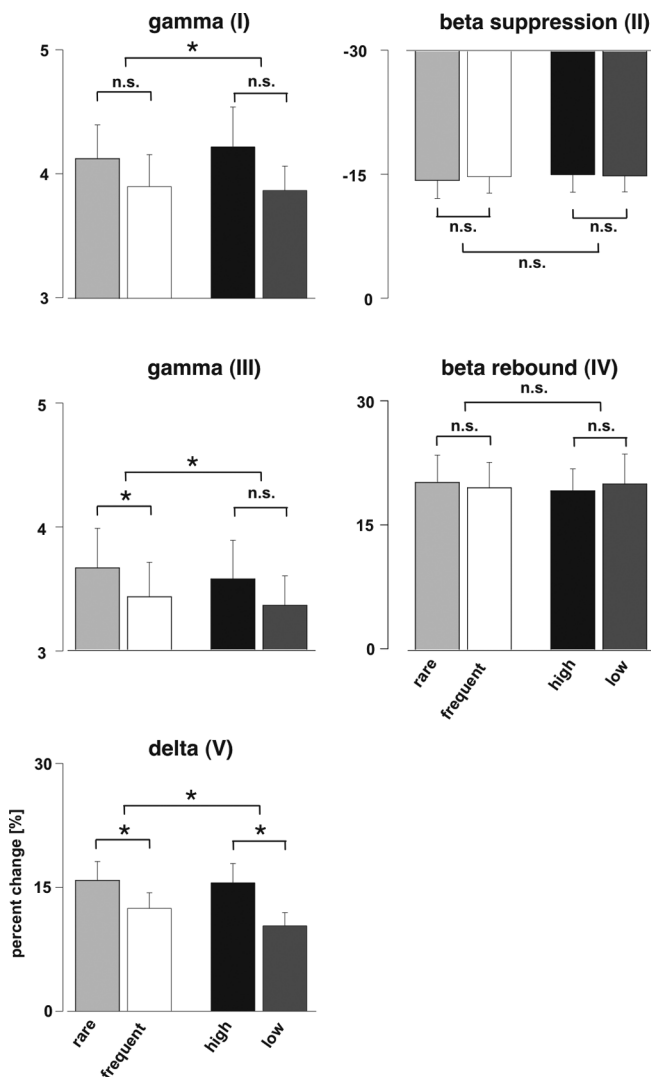 gamma (I)
5
4
3
*
n.s.
n.s.
beta suppression (II)
-30
-15
0
n.s.
n.s.
n.s.
gamma (III)
5
4
3
*
*
n.s.
beta rebound (IV)
30
15
0
n.s.
n.s.
n.s.
rare
frequent
high
low
delta (V)
percent change [%]
30
15
0
*
*
*
rare
frequent
high
low